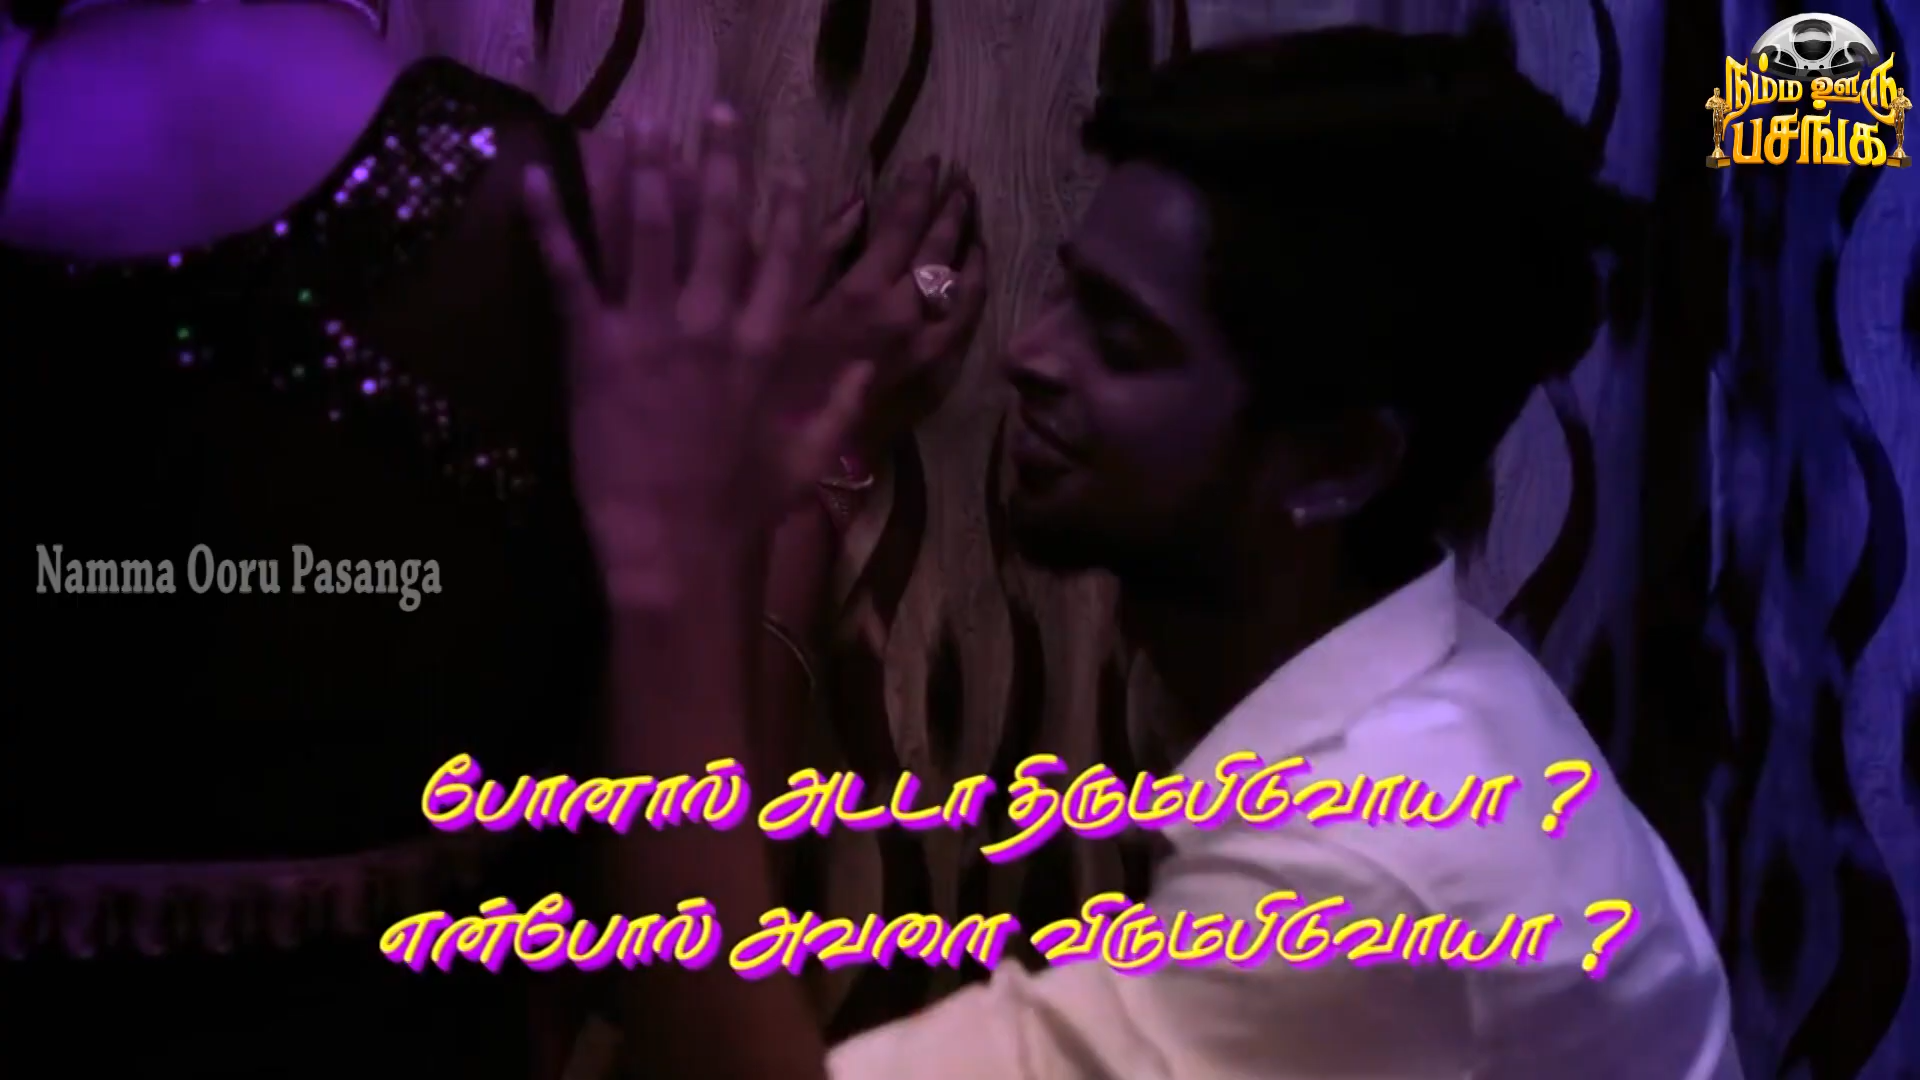 நம்ம ஊரு
பசங்க
Namma Ooru Pasanga
போனால் அடடா திரும்பிடுவாயா ?
என்போல் அவளை விரும்பிடுவாயா ?